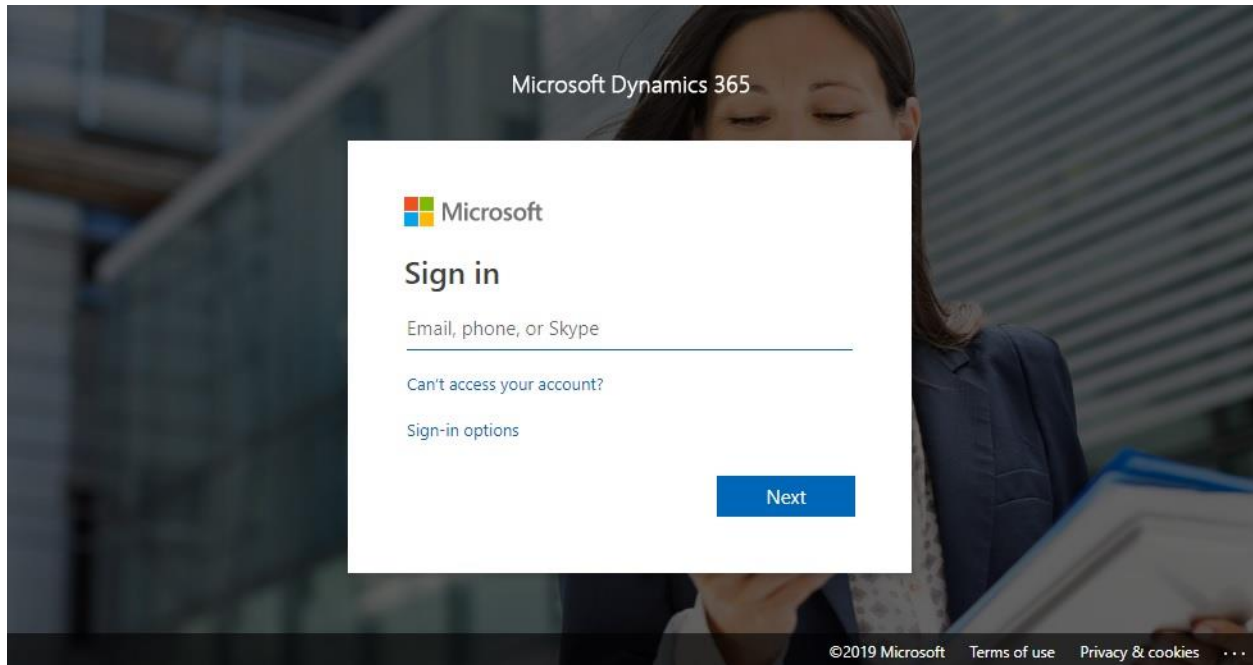 Microsoft Dynamics 365
Microsoft
Sign in
Email, phone, or Skype
Can't access your account?
Sign-in options
Next
©2019 Microsoft Terms of use Privacy & cookies ...